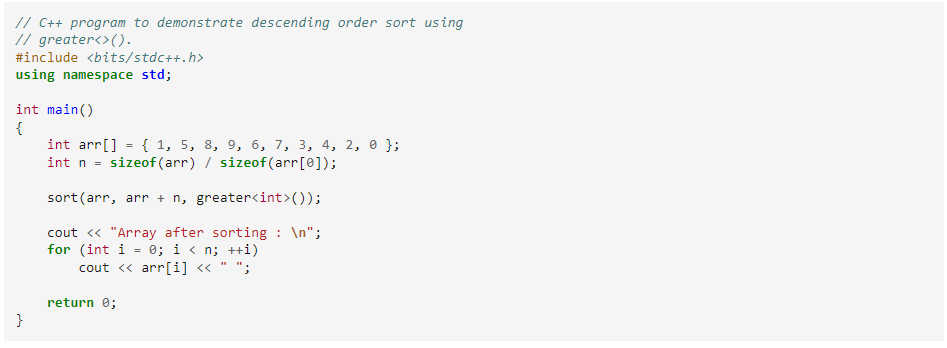 // C++ program to demonstrate descending order sort using
// greater<>().
#include <bits/stdc++.h>
using namespace std;

int main()
{
    int arr[] = { 1, 5, 8, 9, 6, 7, 3, 4, 2, 0 };
    int n = sizeof(arr) / sizeof(arr[0]);

    sort(arr, arr + n, greater<int>());

    cout << "Array after sorting : \n";
    for (int i = 0; i < n; ++i)
        cout << arr[i] << " ";

    return 0;
}